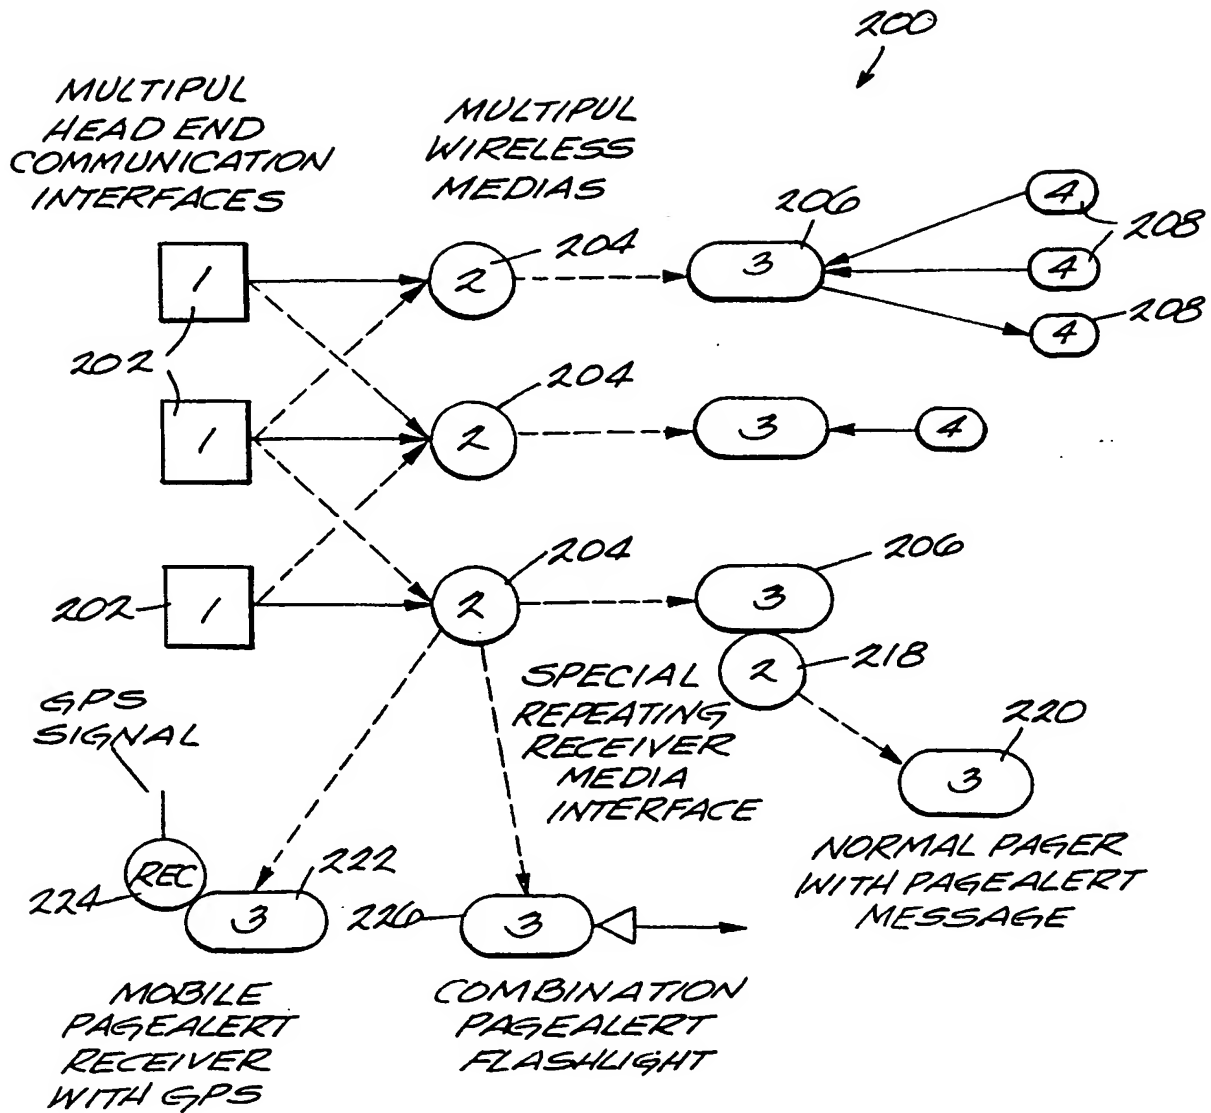 200
MULTIPUL
HEAD END
COMMUNICATION
INTERFACES
MULTIPUL
WIRELESS
MEDIAS
1
2
204
3
206
4
4
4
208
208
202
1
2
204
3
4
202
1
2
204
3
206
2
218
SPECIAL
REPEATING
RECEIVER
MEDIA
INTERFACE
3
220
NORMAL PAGER
WITH PAGEALERT
MESSAGE
GPS
SIGNAL
REC
224
3
222
MOBILE
PAGEALERT
RECEIVER
WITH GPS
226
3
COMBINATION
PAGEALERT
FLASHLIGHT